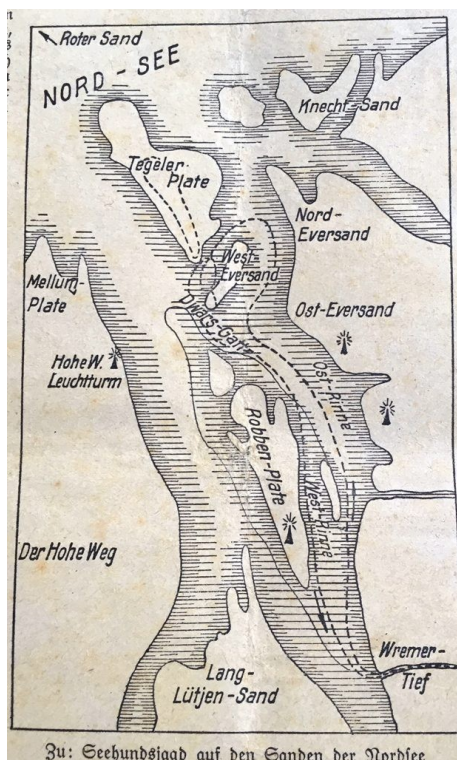 Roter Sand
NORD-SEE
Knecht-Sand
Tegeler
Plate
Nord-
Eversand
West-
Eversand
Mellum-
Plate
Dwars-Gatt
Ost-Eversand
Hohe W.
Leuchtturm
Ost-Rinne
Robben-Plate
West-Rinne
Der Hohe Weg
Wremer-
Tief
Lang-
Lütjen-Sand
Zu: Seehundsjagd auf den Sanden der Nordsee